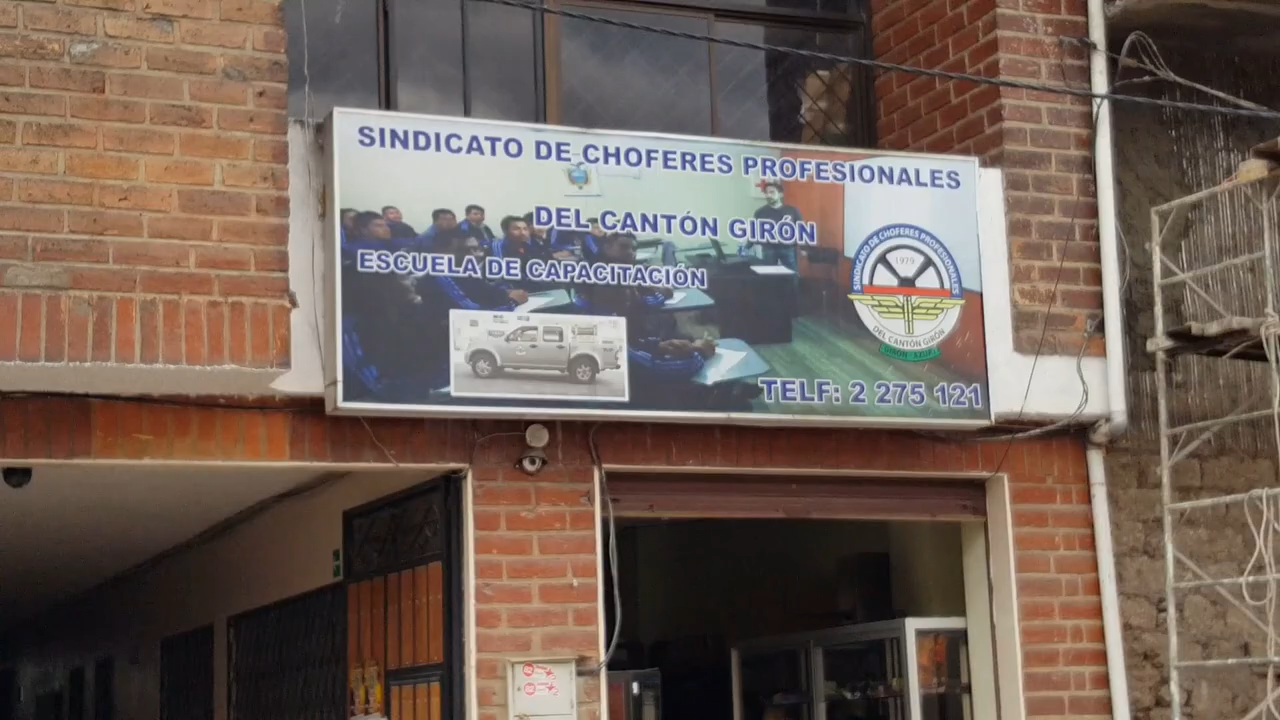 SINDICATO DE CHOFERES PROFESIONALES
DEL CANTÓN GIRÓN
ESCUELA DE CAPACITACIÓN
SINDICATO DE CHOFERES PROFESIONALES
1979
DEL CANTÓN GIRÓN
TELF: 2 275 121